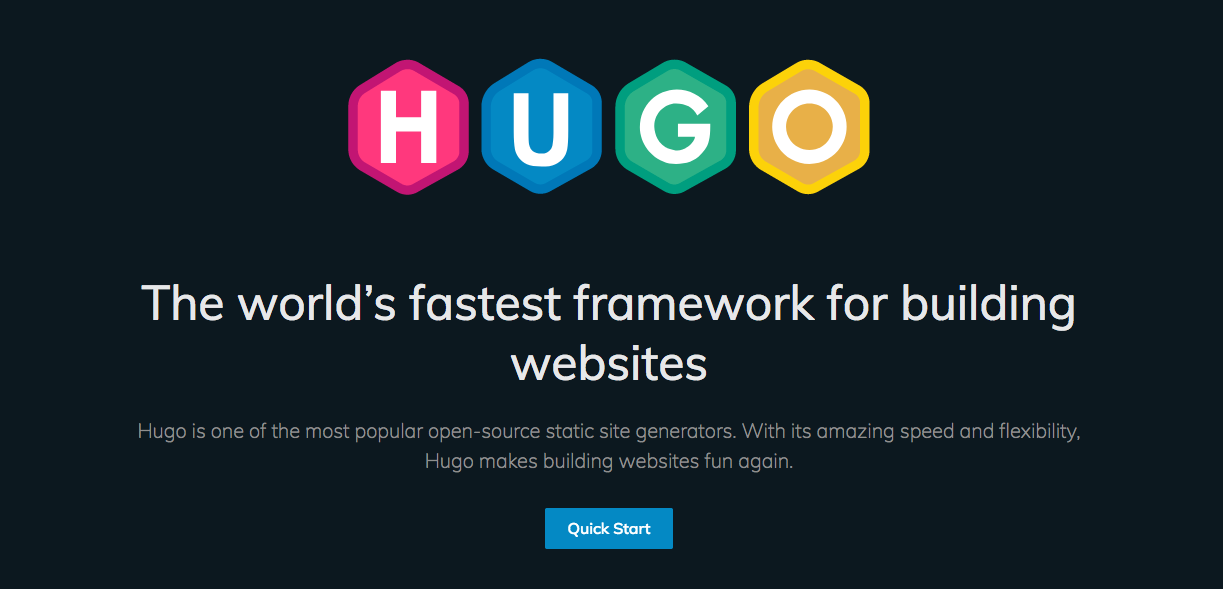 HUGO
The world’s fastest framework for building
websites
Hugo is one of the most popular open-source static site generators. With its amazing speed and flexibility,
Hugo makes building websites fun again.
Quick Start